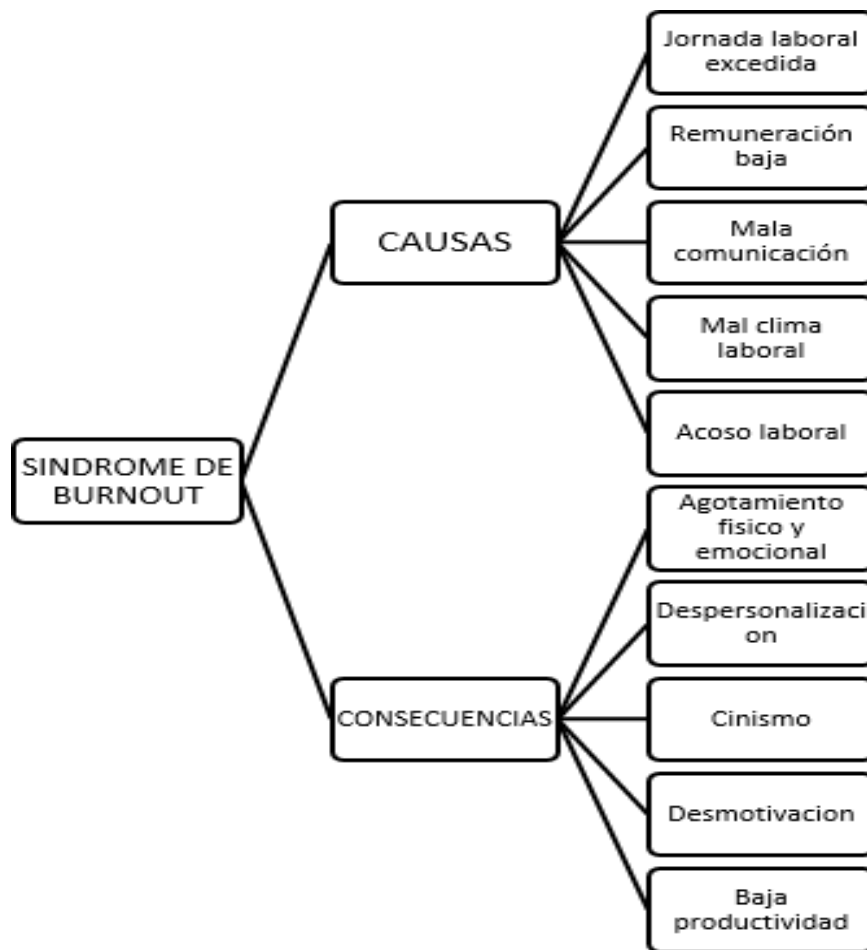 Jornada laboral
excedida
Remuneración
baja
CAUSAS
Mala
comunicación
Mal clima
laboral
Acoso laboral
SINDROME DE
BURNOUT
Agotamiento
fisico y
emocional
Despersonalizaci
on
CONSECUENCIAS
Cinismo
Desmotivacion
Baja
productividad